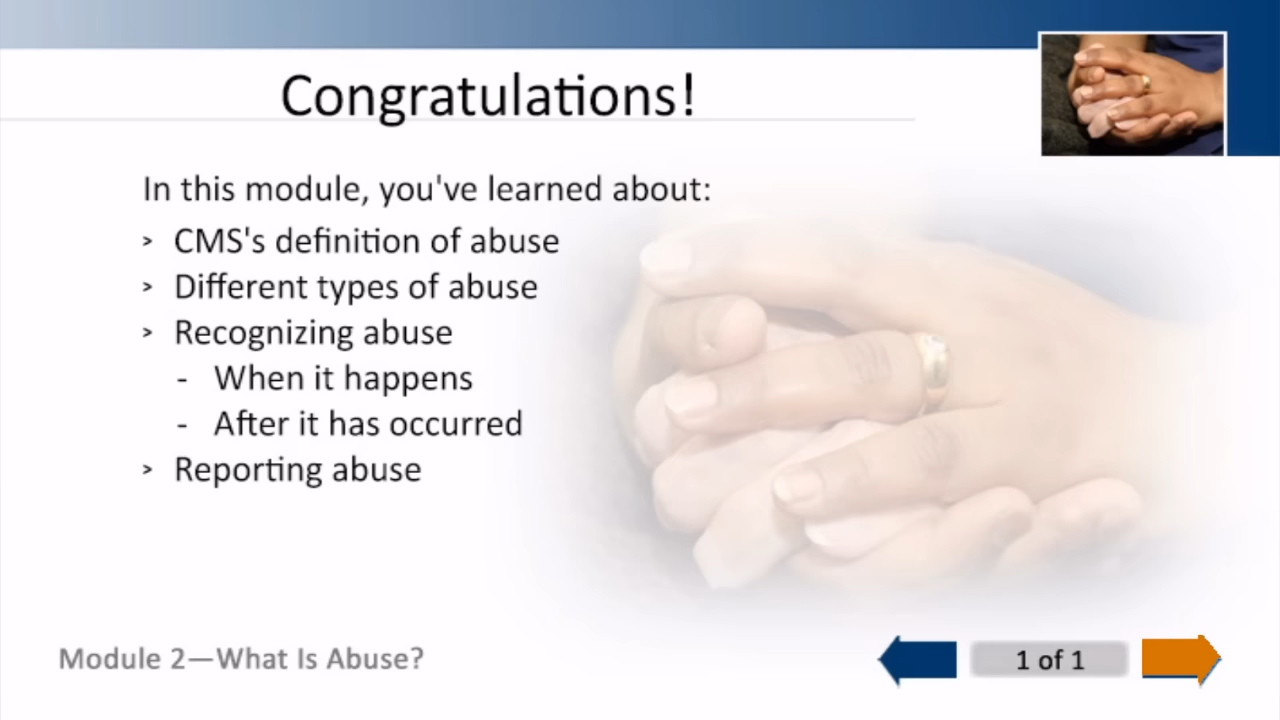 Congratulations!
In this module, you've learned about:
> CMS's definition of abuse
> Different types of abuse
> Recognizing abuse
- When it happens
- After it has occurred
> Reporting abuse
Module 2—What Is Abuse?
1 of 1